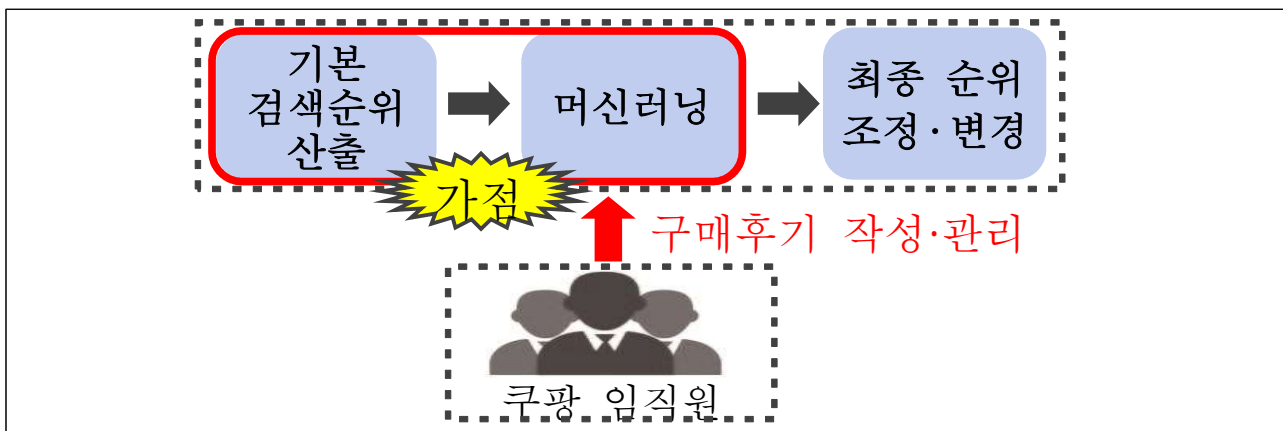 기본
검색순위
산출
머신러닝
최종 순위
조정·변경
가점
구매후기 작성·관리
쿠팡 임직원